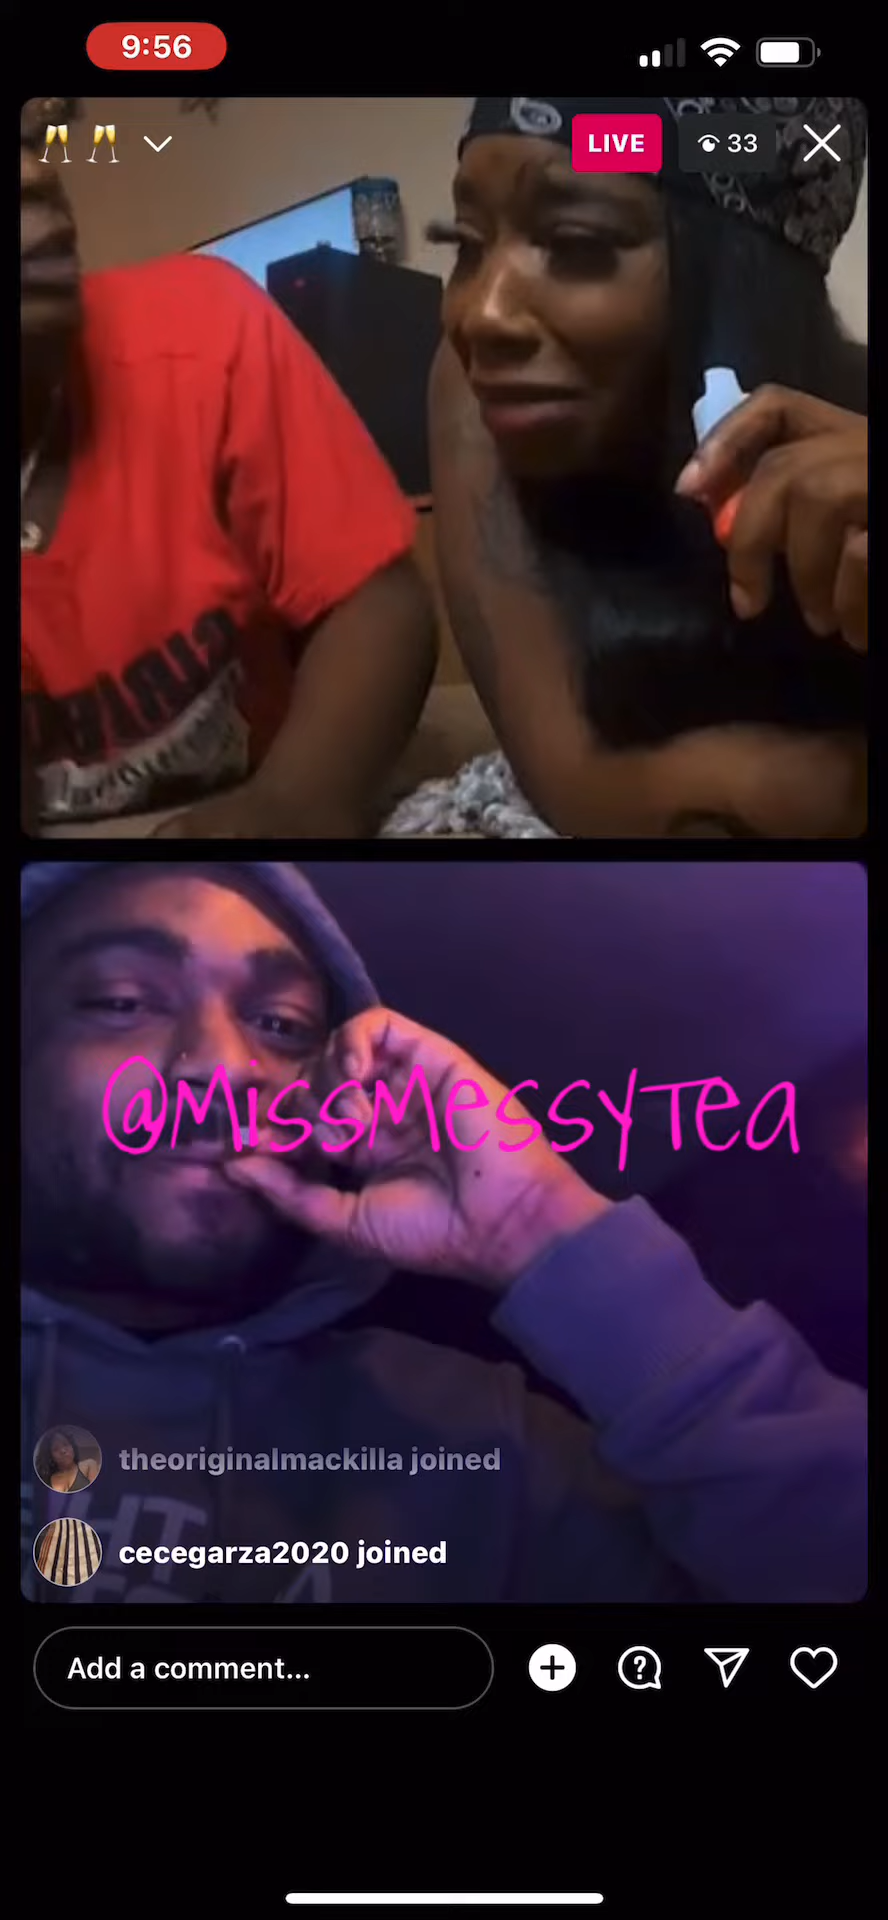 9:56
LIVE
33
@MissMessyTea
theoriginalmackilla joined
cecegarza2020 joined
Add a comment...